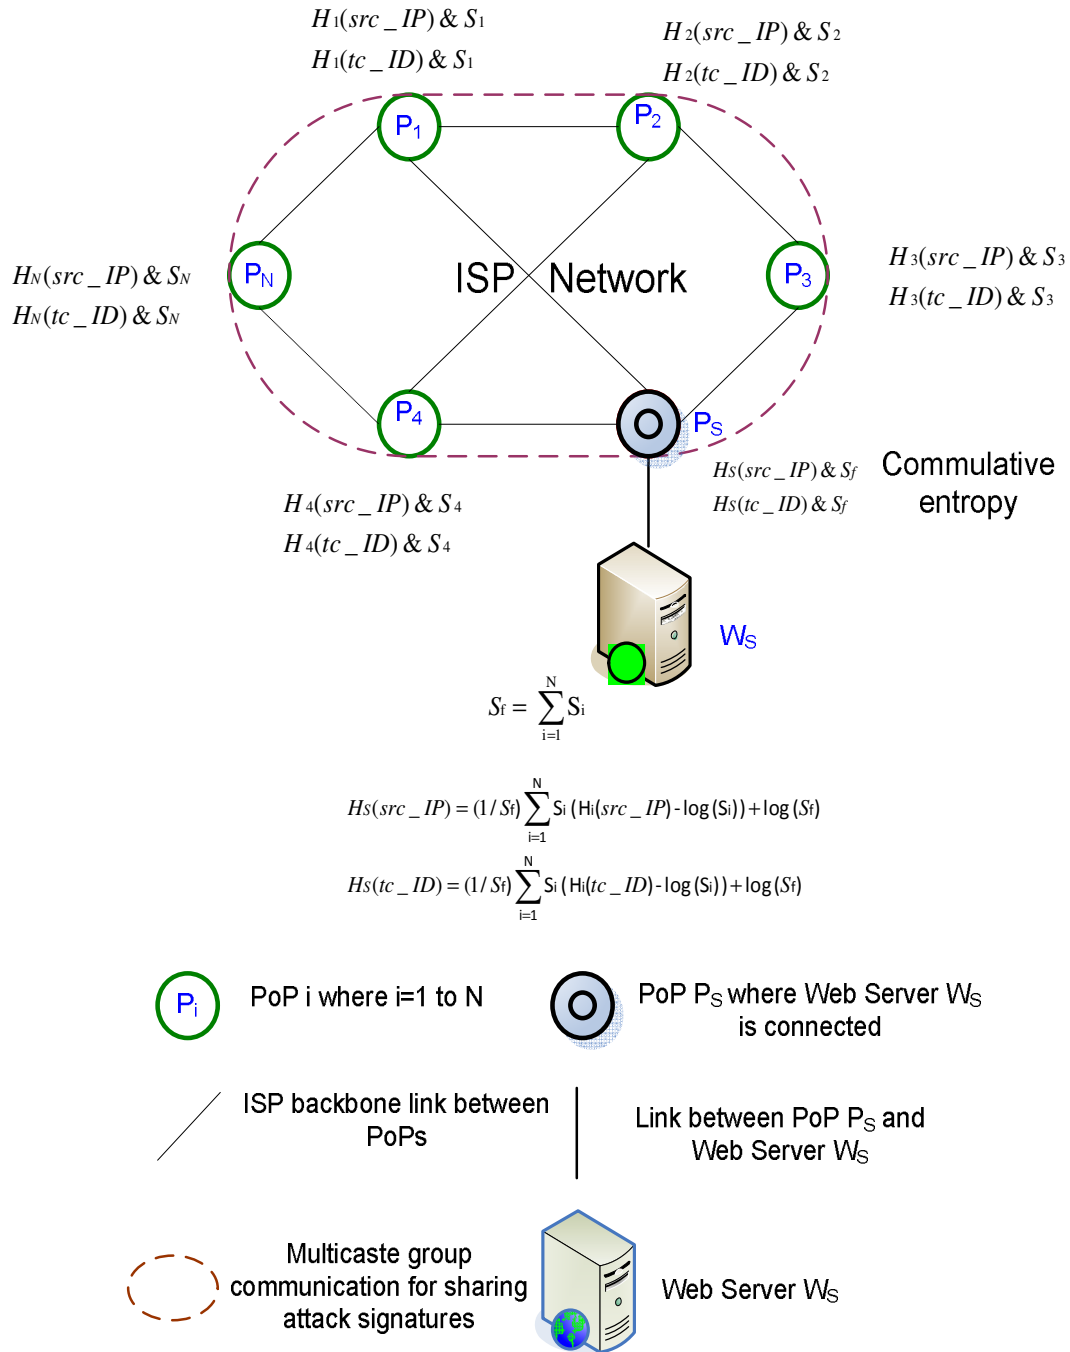 H1(src_IP) & S1
H1(tc_ID) & S1
H2(src_IP) & S2
H2(tc_ID) & S2
P1
P2
HN(src_IP) & SN
HN(tc_ID) & SN
PN
ISP Network
P3
H3(src_IP) & S3
H3(tc_ID) & S3
P4
PS
H4(src_IP) & S4
H4(tc_ID) & S4
HS(src_IP) & Sf
HS(tc_ID) & Sf
Commulative
entropy
WS
Sf = ∑_{i=1}^{N} Si
HS(src_IP) = (1/Sf) ∑_{i=1}^{N} Si (Hi(src_IP) - log(Si)) + log(Sf)
HS(tc_ID) = (1/Sf) ∑_{i=1}^{N} Si (Hi(tc_ID) - log(Si)) + log(Sf)
Pi
PoP i where i=1 to N
PoP PS where Web Server WS
is connected
ISP backbone link between
PoPs
Link between PoP PS and
Web Server WS
Multicaste group
communication for sharing
attack signatures
Web Server WS